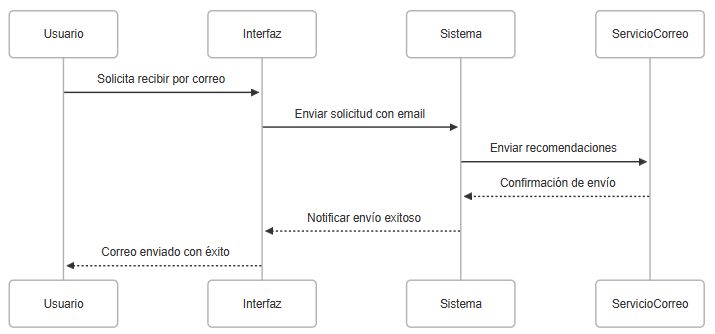 Usuario
Interfaz
Sistema
ServicioCorreo
Solicita recibir por correo
Enviar solicitud con email
Enviar recomendaciones
Confirmación de envío
Notificar envío exitoso
Correo enviado con éxito
Usuario
Interfaz
Sistema
ServicioCorreo